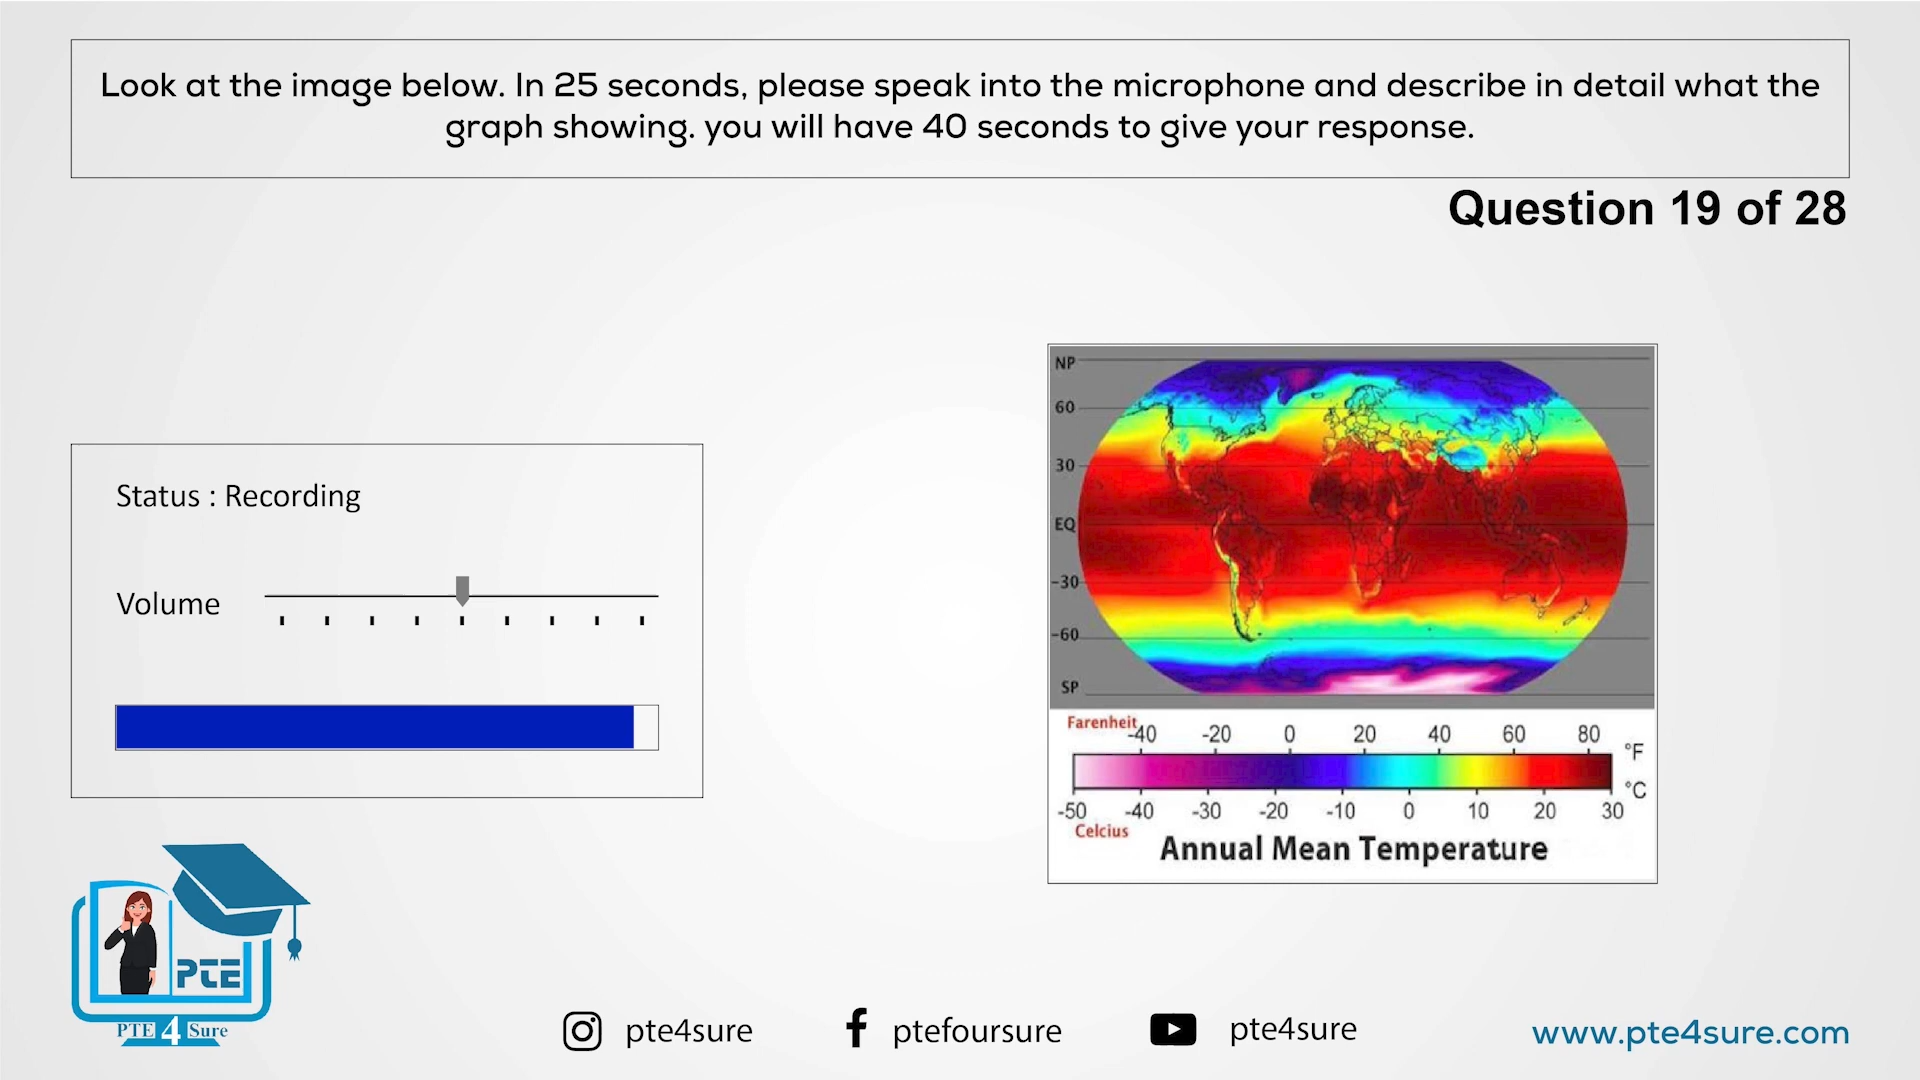 Look at the image below. In 25 seconds, please speak into the microphone and describe in detail what the
graph showing. you will have 40 seconds to give your response.
Question 19 of 28
Status : Recording
Volume
NP
60
30
EQ
-30
-60
SP
Farenheit
-40 -20 0 20 40 60 80
°F
°C
-50 -40 -30 -20 -10 0 10 20 30
Celcius
Annual Mean Temperature
PTE
PTE 4 Sure
pte4sure
ptefoursure
pte4sure
www.pte4sure.com